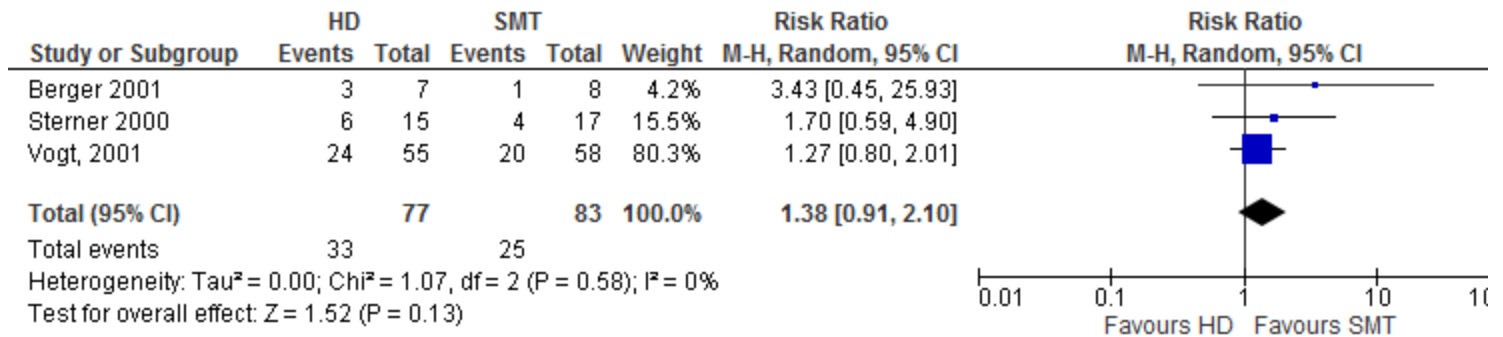 HD SMT Risk Ratio Risk Ratio
Study or Subgroup Events Total Events Total Weight M-H, Random, 95% CI M-H, Random, 95% CI
Berger 2001 3 7 1 8 4.2% 3.43 [0.45, 25.93]
Sterner 2000 6 15 4 17 15.5% 1.70 [0.59, 4.90]
Vogt, 2001 24 55 20 58 80.3% 1.27 [0.80, 2.01]
Total (95% CI) 77 83 100.0% 1.38 [0.91, 2.10]
Total events 33 25
Heterogeneity: Tau² = 0.00; Chi² = 1.07, df = 2 (P = 0.58); I² = 0%
Test for overall effect: Z = 1.52 (P = 0.13)
0.01 0.1 1 10
Favours HD Favours SMT